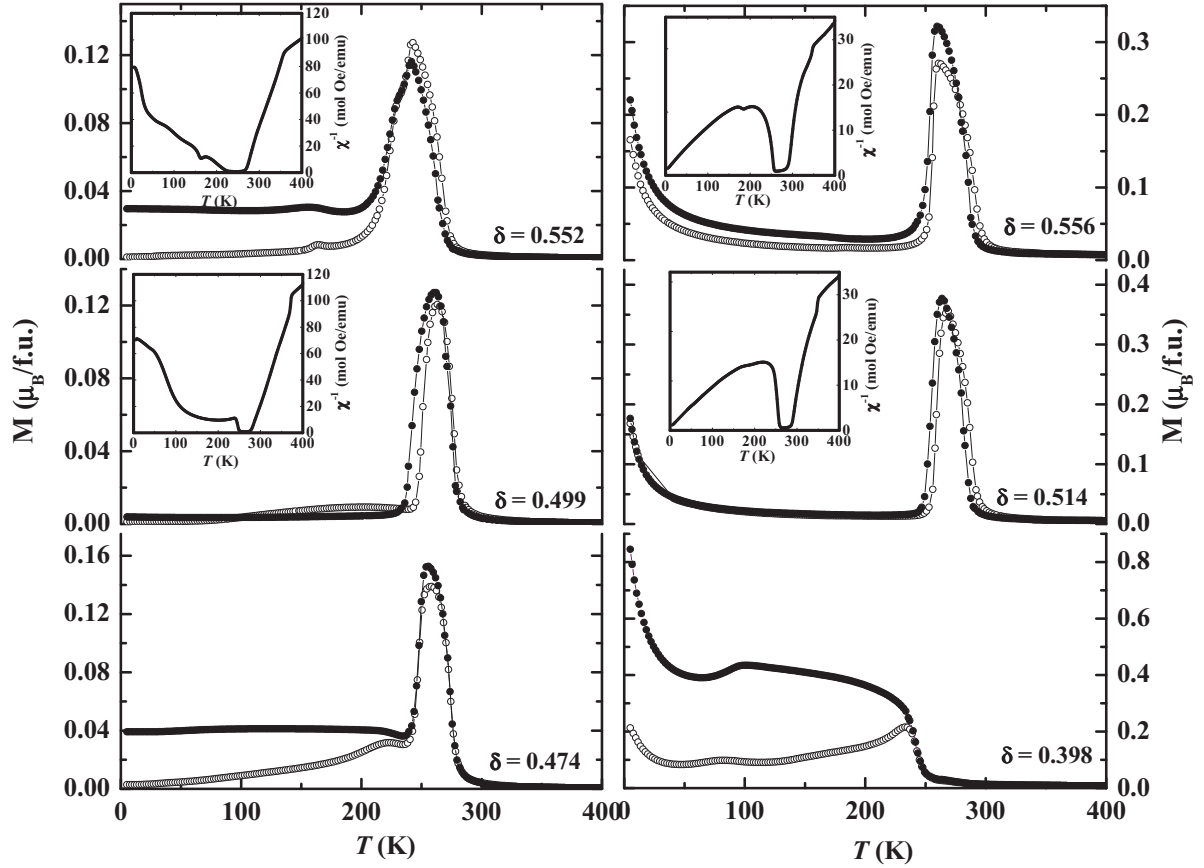 0.12
0.08
0.04
0.00
120
100
80
60
40
20
0
0 100 200 300 400
T (K)
χ⁻¹ (mol Oe/emu)
δ = 0.552
30
20
10
0
0 100 200 300 400
T (K)
χ⁻¹ (mol Oe/emu)
0.3
0.2
0.1
0.0
δ = 0.556
M (μB/f.u.)
0.12
0.08
0.04
0.00
120
100
80
60
40
20
0
0 100 200 300 400
T (K)
χ⁻¹ (mol Oe/emu)
δ = 0.499
30
20
10
0
0 100 200 300 400
T (K)
χ⁻¹ (mol Oe/emu)
0.4
0.3
0.2
0.1
0.0
δ = 0.514
M (μB/f.u.)
0.16
0.12
0.08
0.04
0.00
δ = 0.474
0 100 200 300 400
T (K)
0.8
0.6
0.4
0.2
0.0
δ = 0.398
0 100 200 300 400
T (K)